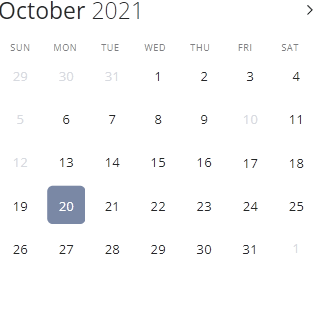 October 2021
SUN MON TUE WED THU FRI SAT
29 30 31 1 2 3 4
5 6 7 8 9 10 11
12 13 14 15 16 17 18
19 20 21 22 23 24 25
26 27 28 29 30 31 1